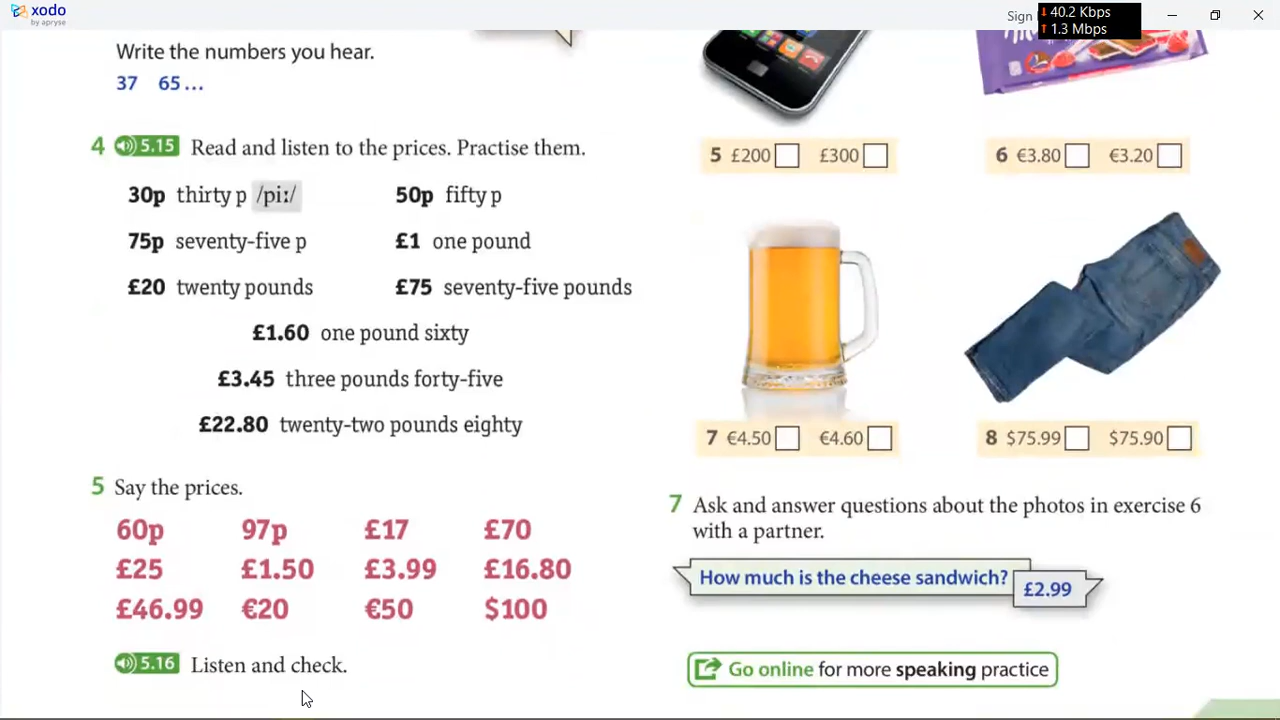 xodo
by apryse
Sign
↓ 40.2 Kbps
↑ 1.3 Mbps
Write the numbers you hear.
37 65...
4 5.15 Read and listen to the prices. Practise them.
30p thirty p /piː/ 50p fifty p
75p seventy-five p £1 one pound
£20 twenty pounds £75 seventy-five pounds
£1.60 one pound sixty
£3.45 three pounds forty-five
£22.80 twenty-two pounds eighty
5 Say the prices.
60p 97p £17 £70
£25 £1.50 £3.99 £16.80
£46.99 €20 €50 $100
5.16 Listen and check.
5 £200 £300
6 €3.80 €3.20
7 €4.50 €4.60
8 $75.99 $75.90
7 Ask and answer questions about the photos in exercise 6
with a partner.
How much is the cheese sandwich?
£2.99
Go online for more speaking practice